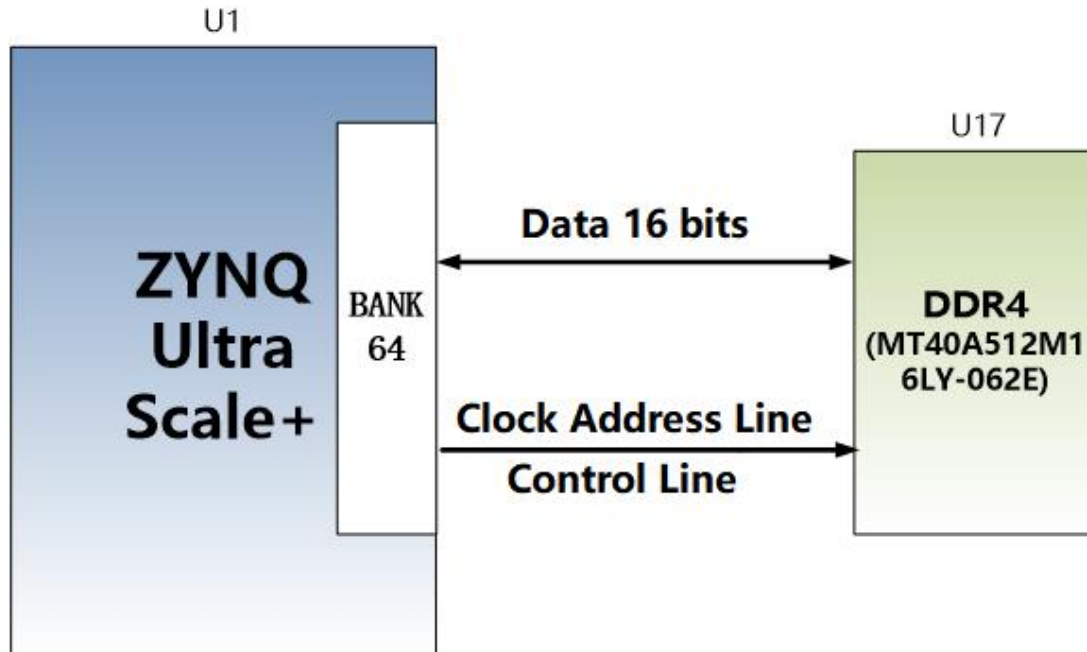 U1
U17
ZYNQ
Ultra
Scale+
BANK
64
Data 16 bits
Clock Address Line
Control Line
DDR4
(MT40A512M1
6LY-062E)